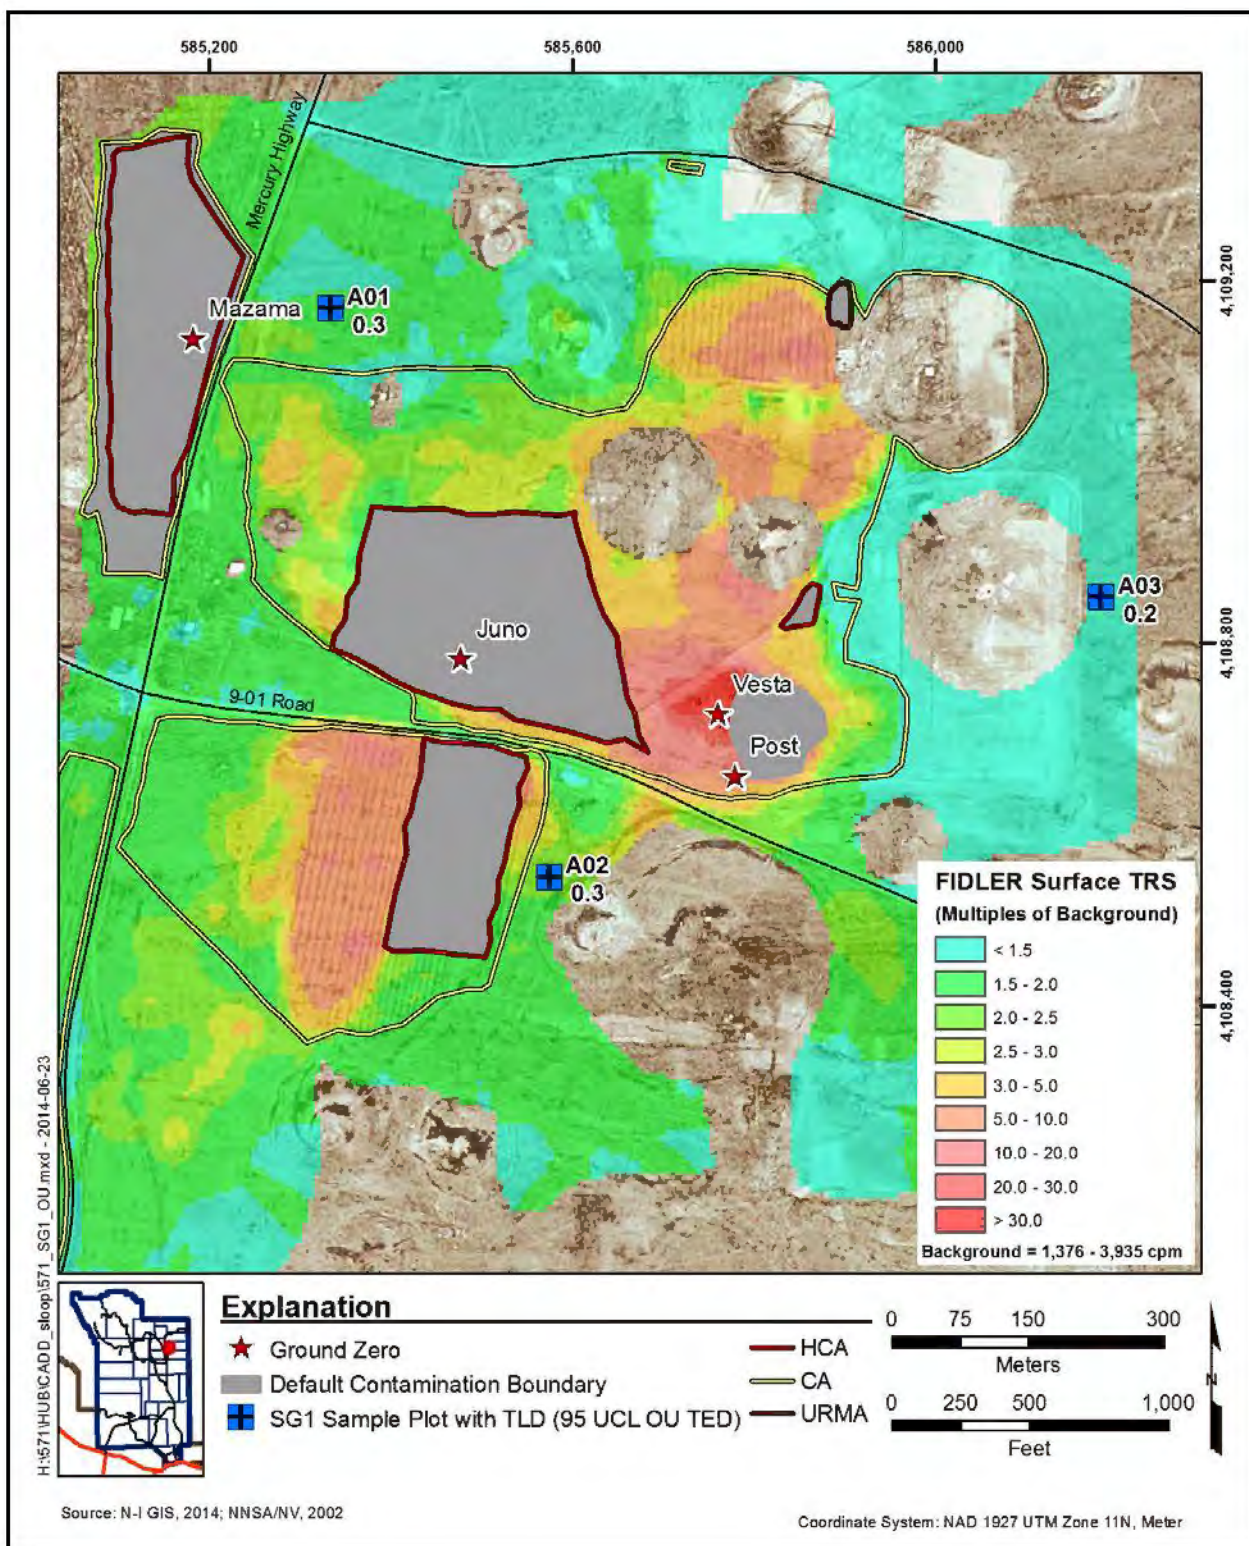 585,200
585,600
586,000
Mercury Highway
4,109,200
A01
0.3
Mazama
A03
0.2
4,108,800
Juno
Vesta
9-01 Road
Post
A02
0.3
FIDLER Surface TRS
(Multiples of Background)
< 1.5
1.5 - 2.0
2.0 - 2.5
2.5 - 3.0
3.0 - 5.0
5.0 - 10.0
10.0 - 20.0
20.0 - 30.0
> 30.0
Background = 1,376 - 3,935 cpm
4,108,400
H:\571\HUB\CADD_sloop\571_SG1_OU.mxd - 2014-06-23
Explanation
Ground Zero
Default Contamination Boundary
SG1 Sample Plot with TLD (95 UCL OU TED)
HCA
CA
URMA
0 75 150 300
Meters
0 250 500 1,000
Feet
N
Source: N-I GIS, 2014; NNSA/NV, 2002
Coordinate System: NAD 1927 UTM Zone 11N, Meter